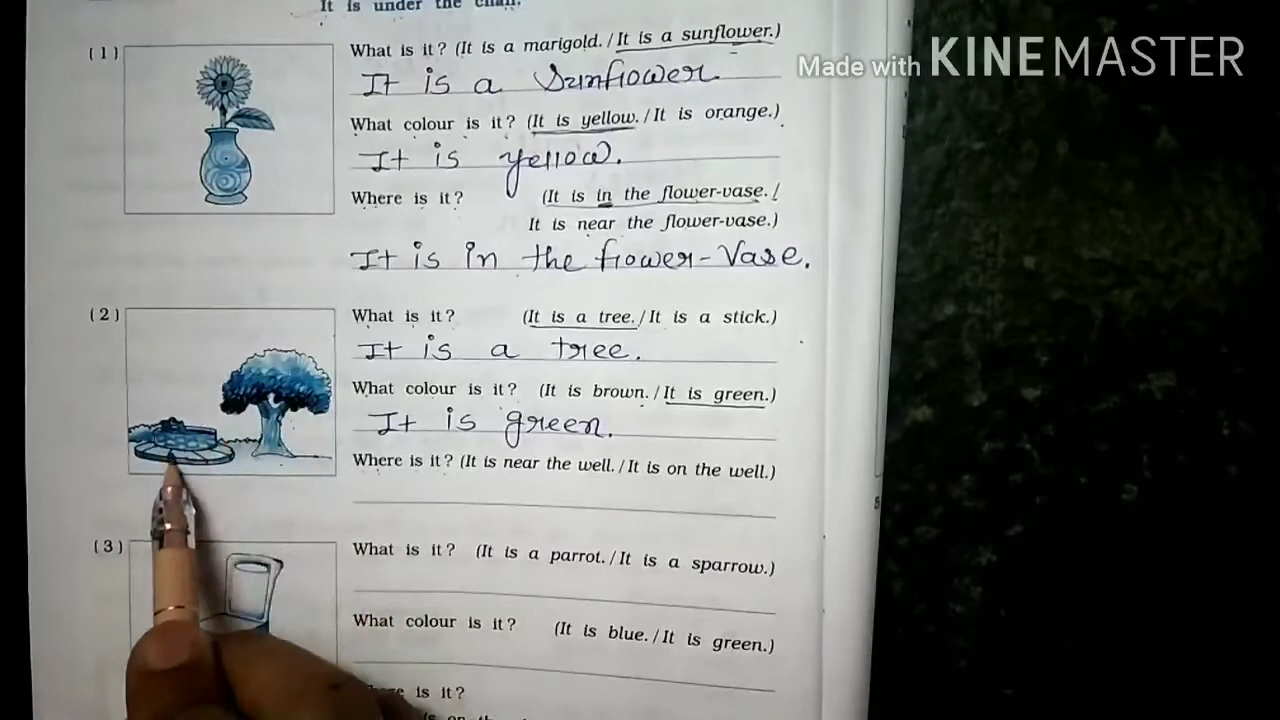 It is under the chair.
(1)
What is it? (It is a marigold. / It is a sunflower.)
It is a Sunflower.
What colour is it? (It is yellow. / It is orange.)
It is yellow.
Where is it? (It is in the flower-vase. /
It is near the flower-vase.)
It is in the flower-Vase.
(2)
What is it? (It is a tree. / It is a stick.)
It is a tree.
What colour is it? (It is brown. / It is green.)
It is green.
Where is it? (It is near the well. / It is on the well.)
(3)
What is it? (It is a parrot. / It is a sparrow.)
What colour is it? (It is blue. / It is green.)
is it?
is on
Made with KINEMASTER
5